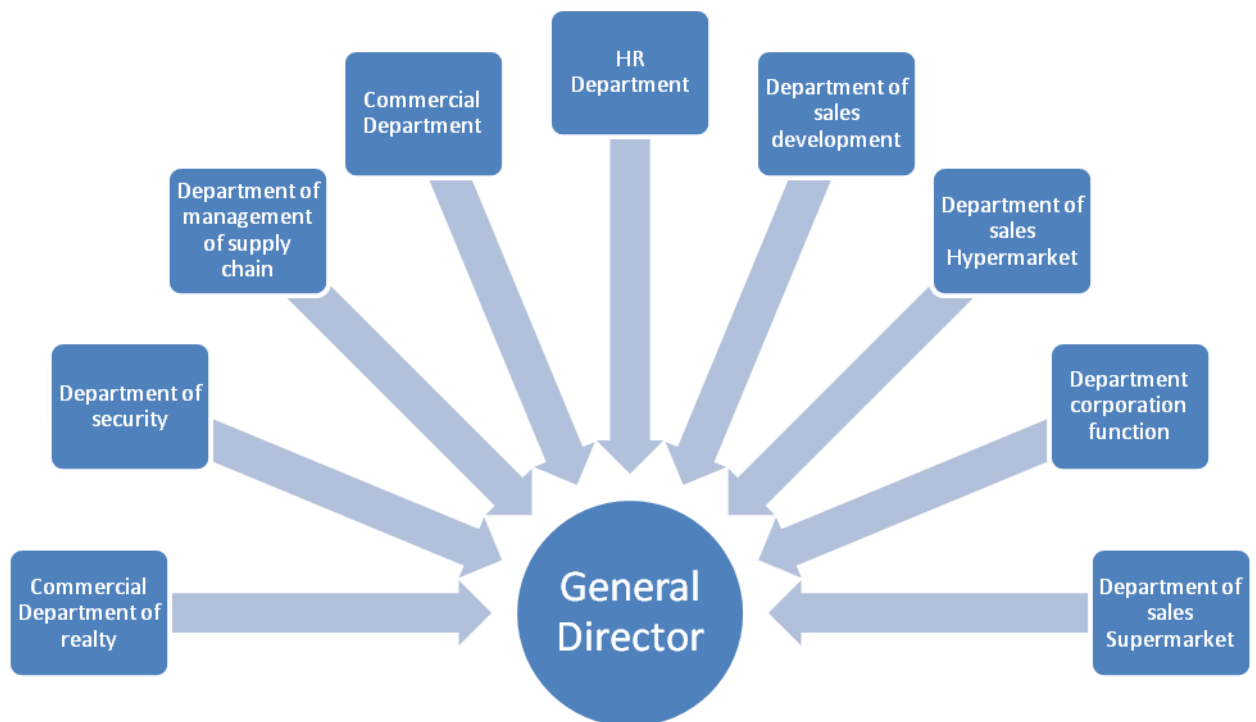 HR
Department
Commercial
Department
Department of
sales
development
Department of
management
of supply
chain
Department of
sales
Hypermarket
Department of
security
Department
corporation
function
Commercial
Department of
realty
General
Director
Department of
sales
Supermarket